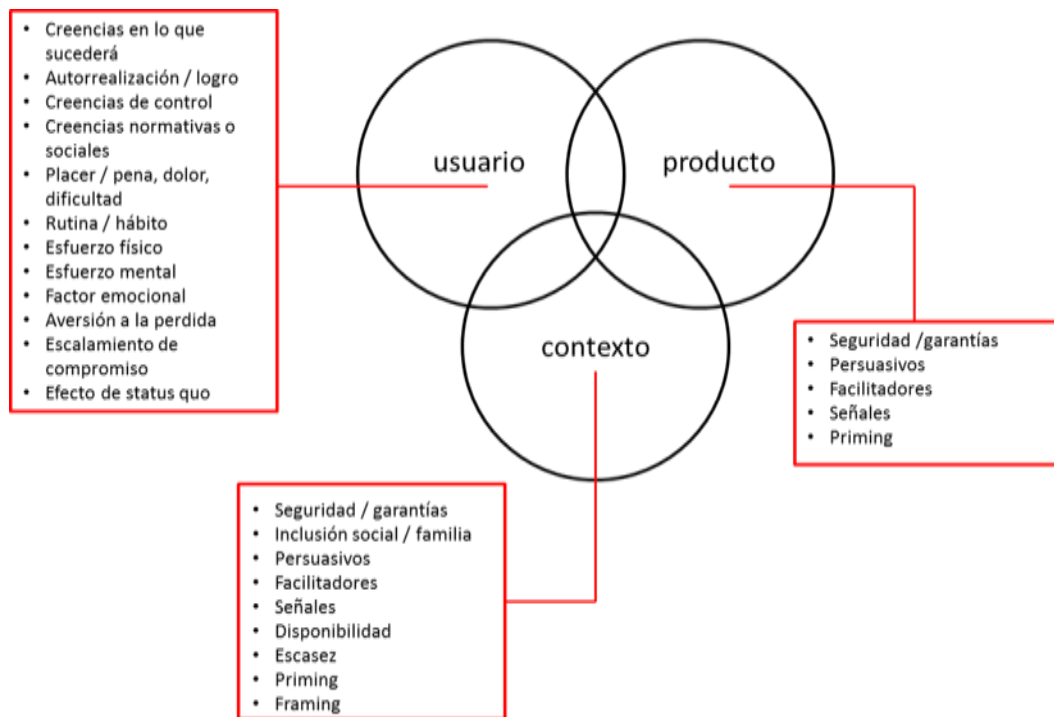 • Creencias en lo que
sucederá
• Autorrealización / logro
• Creencias de control
• Creencias normativas o
sociales
• Placer / pena, dolor,
dificultad
• Rutina / hábito
• Esfuerzo físico
• Esfuerzo mental
• Factor emocional
• Aversión a la perdida
• Escalamiento de
compromiso
• Efecto de status quo
usuario
producto
contexto
• Seguridad /garantías
• Persuasivos
• Facilitadores
• Señales
• Priming
• Seguridad / garantías
• Inclusión social / familia
• Persuasivos
• Facilitadores
• Señales
• Disponibilidad
• Escasez
• Priming
• Framing